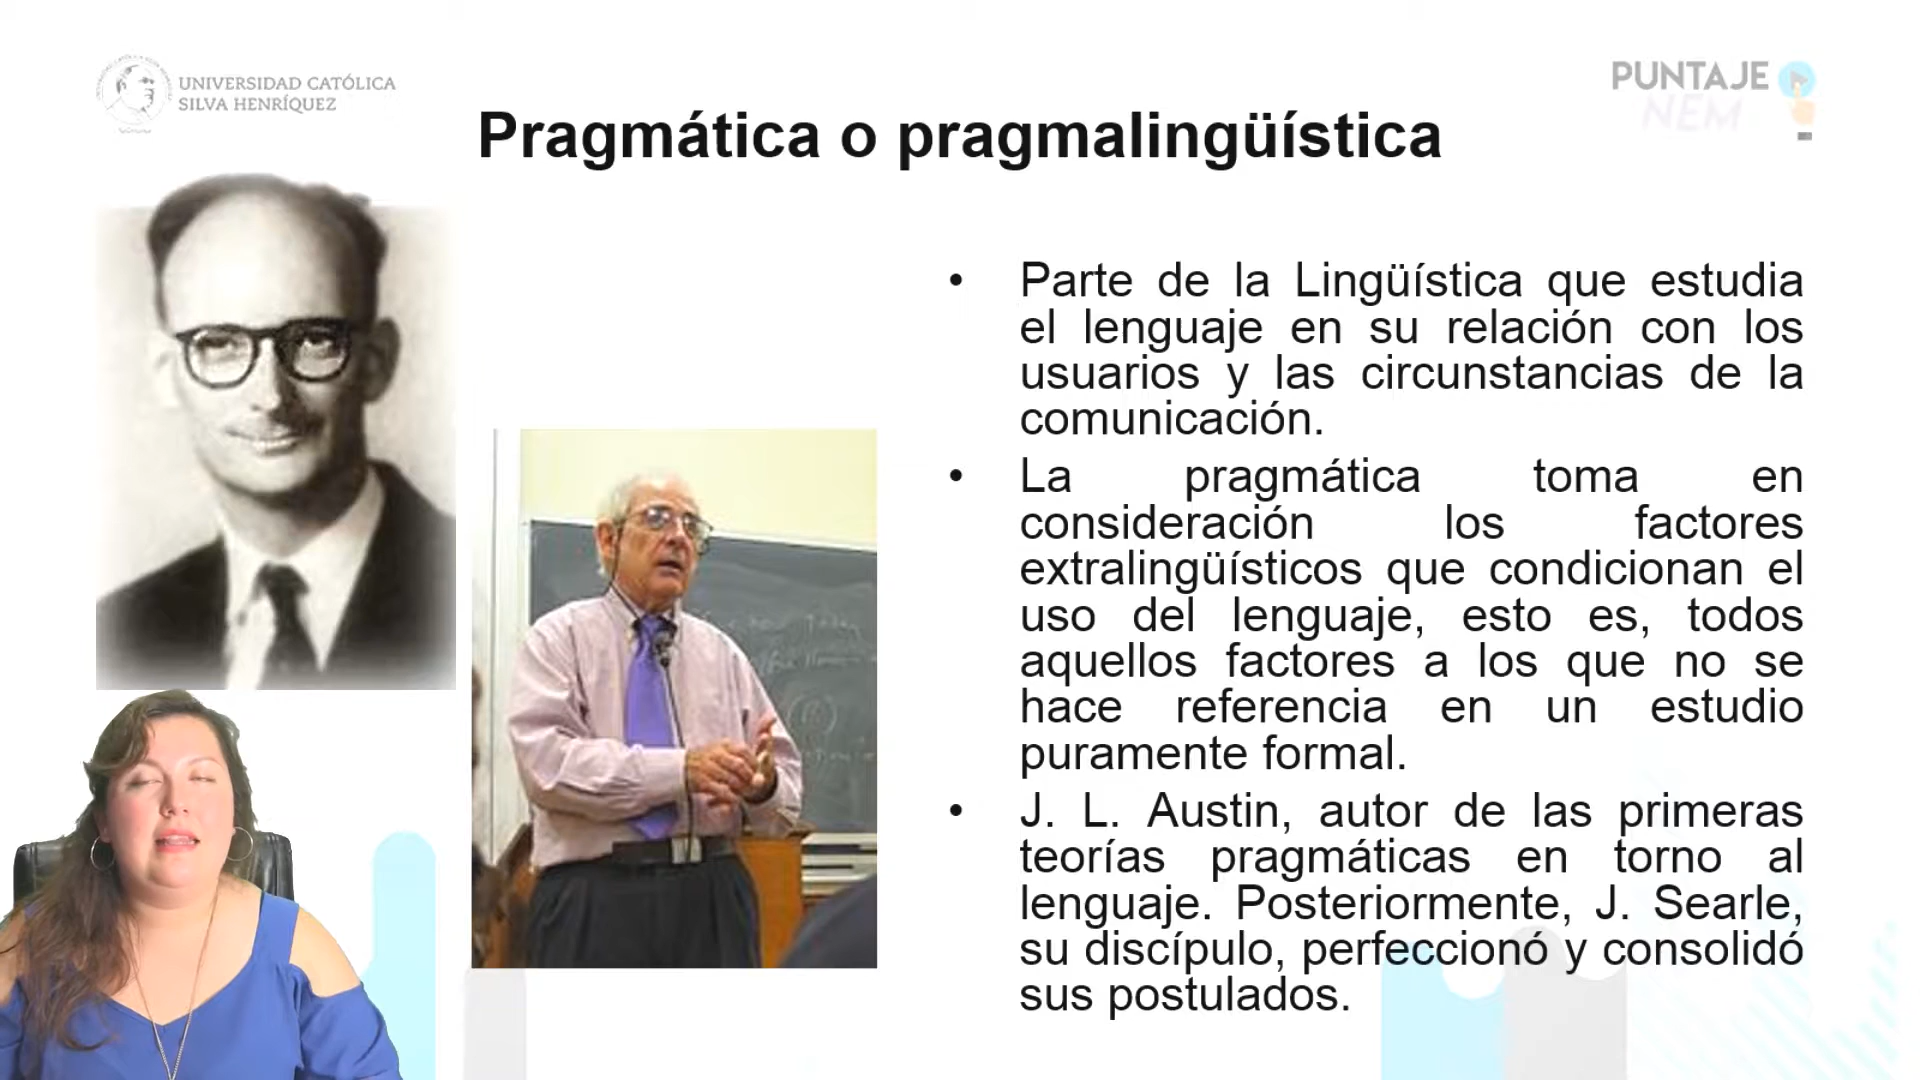 UNIVERSIDAD CATÓLICA
SILVA HENRÍQUEZ
PUNTAJE
NEM
Pragmática o pragmalingüística
• Parte de la Lingüística que estudia
el lenguaje en su relación con los
usuarios y las circunstancias de la
comunicación.
• La pragmática toma en
consideración los factores
extralingüísticos que condicionan el
uso del lenguaje, esto es, todos
aquellos factores a los que no se
hace referencia en un estudio
puramente formal.
• J. L. Austin, autor de las primeras
teorías pragmáticas en torno al
lenguaje. Posteriormente, J. Searle,
su discípulo, perfeccionó y consolidó
sus postulados.